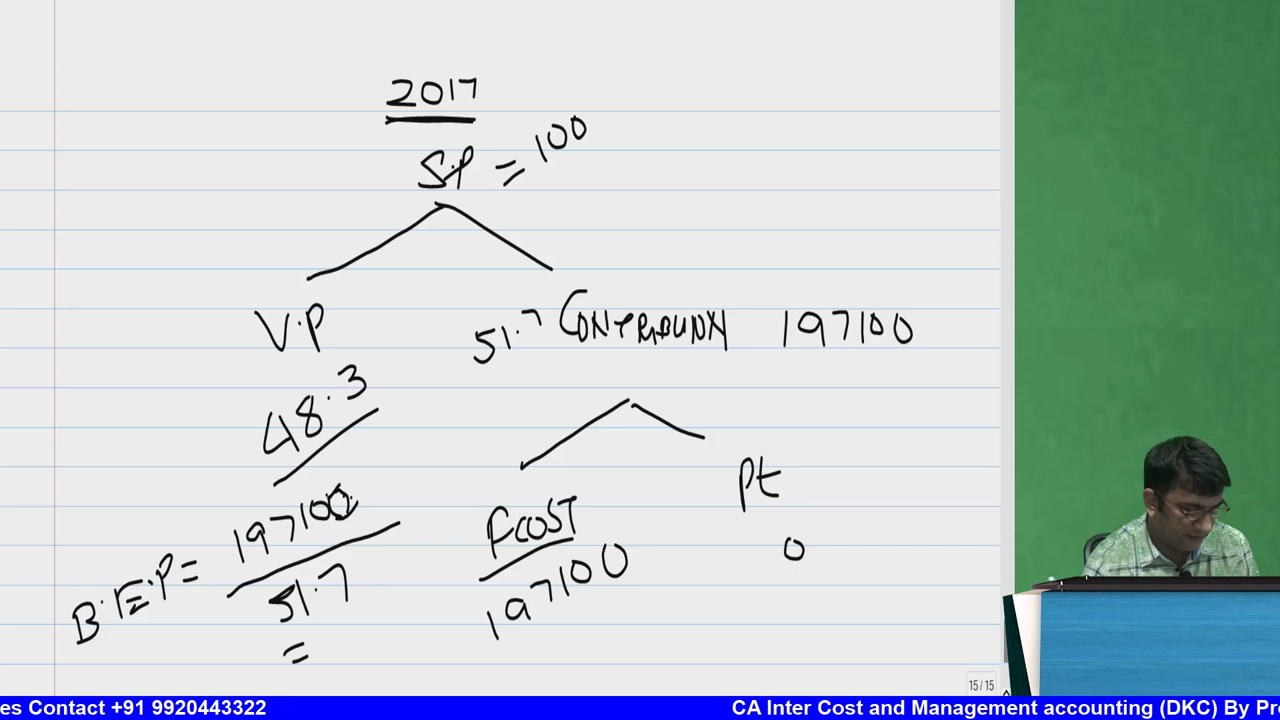 2017
S.P = 100
V.P
51.7 Contribution 197100
48.3
F cost
Pt
197100
0
B.E.P = 197100
51.7
=
15/15
es Contact +91 9920443322
CA Inter Cost and Management accounting (DKC) By Pr